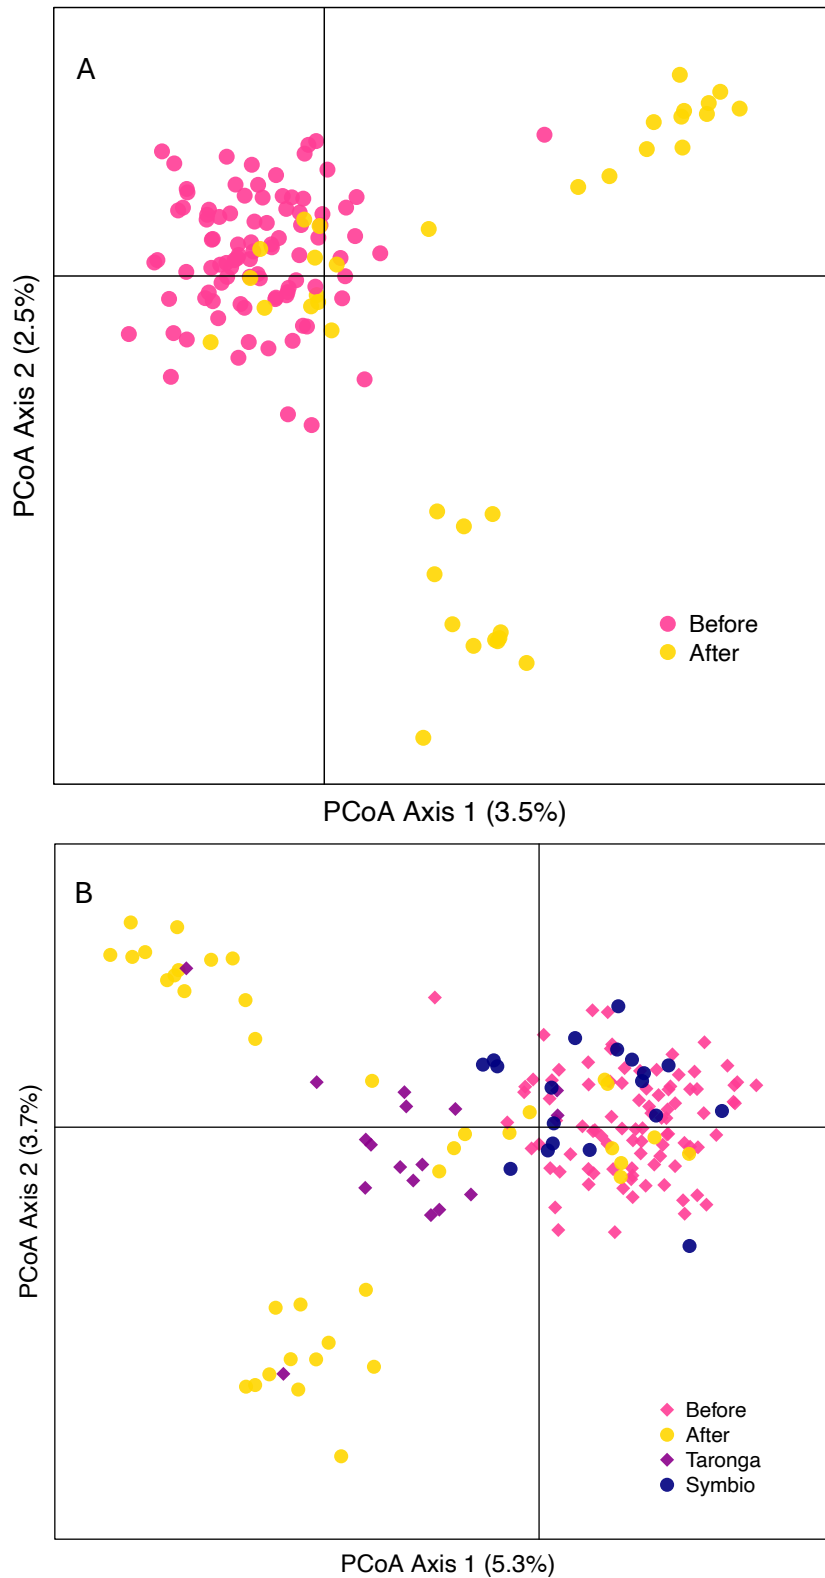 A
PCoA Axis 2 (2.5%)
Before
After
PCoA Axis 1 (3.5%)
B
PCoA Axis 2 (3.7%)
Before
After
Taronga
Symbio
PCoA Axis 1 (5.3%)